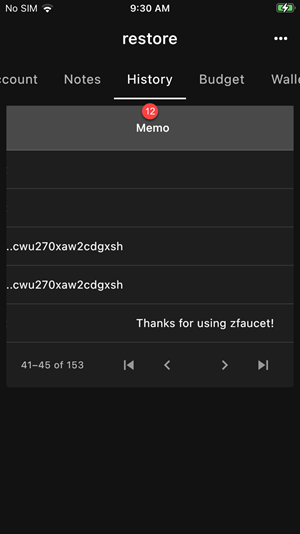 No SIM 9:30 AM
restore
ccount Notes History Budget Walle
12
Memo
..cwu270xaw2cdgxsh
..cwu270xaw2cdgxsh
Thanks for using zfaucet!
41–45 of 153